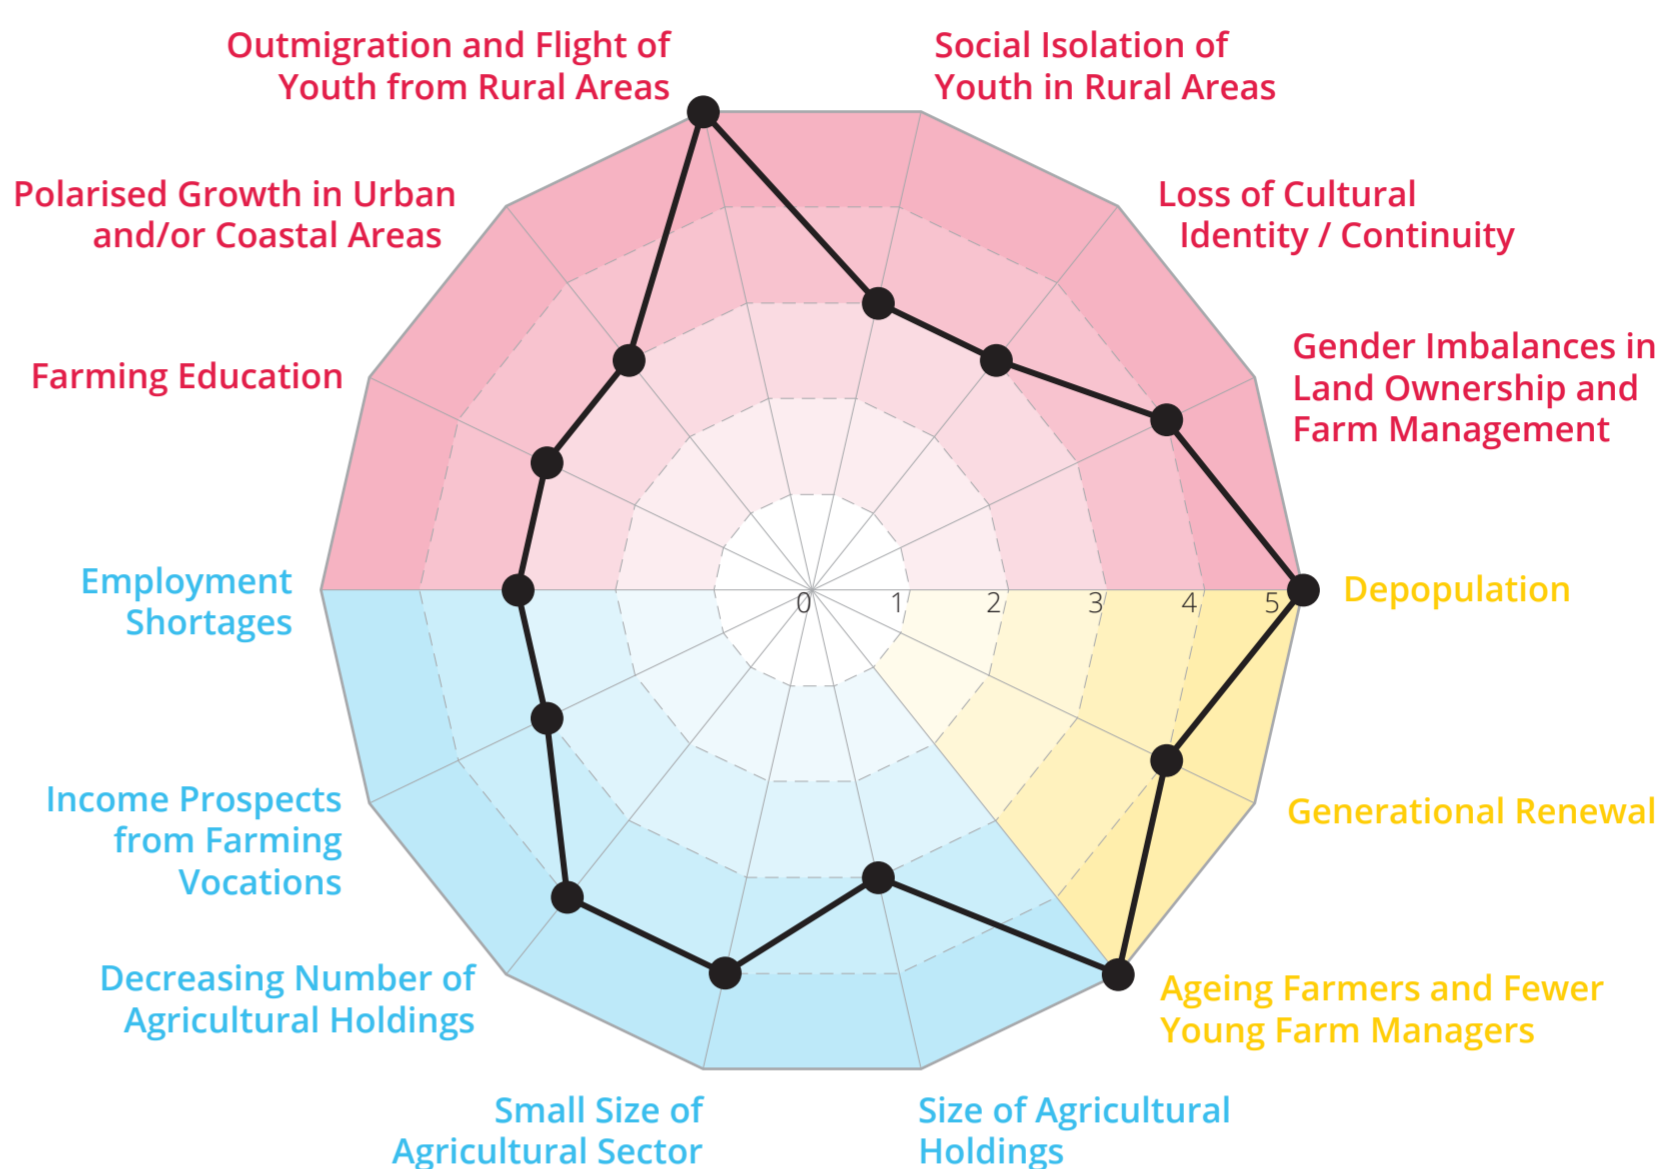 Outmigration and Flight of
Youth from Rural Areas
Social Isolation of
Youth in Rural Areas
Polarised Growth in Urban
and/or Coastal Areas
Loss of Cultural
Identity / Continuity
Farming Education
Gender Imbalances in
Land Ownership and
Farm Management
Employment
Shortages
0 1 2 3 4 5
Depopulation
Income Prospects
from Farming
Vocations
Generational Renewal
Decreasing Number of
Agricultural Holdings
Ageing Farmers and Fewer
Young Farm Managers
Small Size of
Agricultural Sector
Size of Agricultural
Holdings